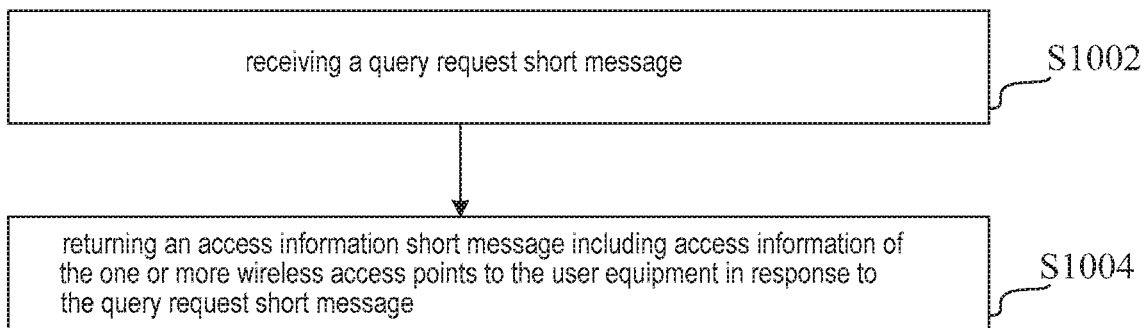 receiving a query request short message
S1002
returning an access information short message including access information of
the one or more wireless access points to the user equipment in response to
the query request short message
S1004